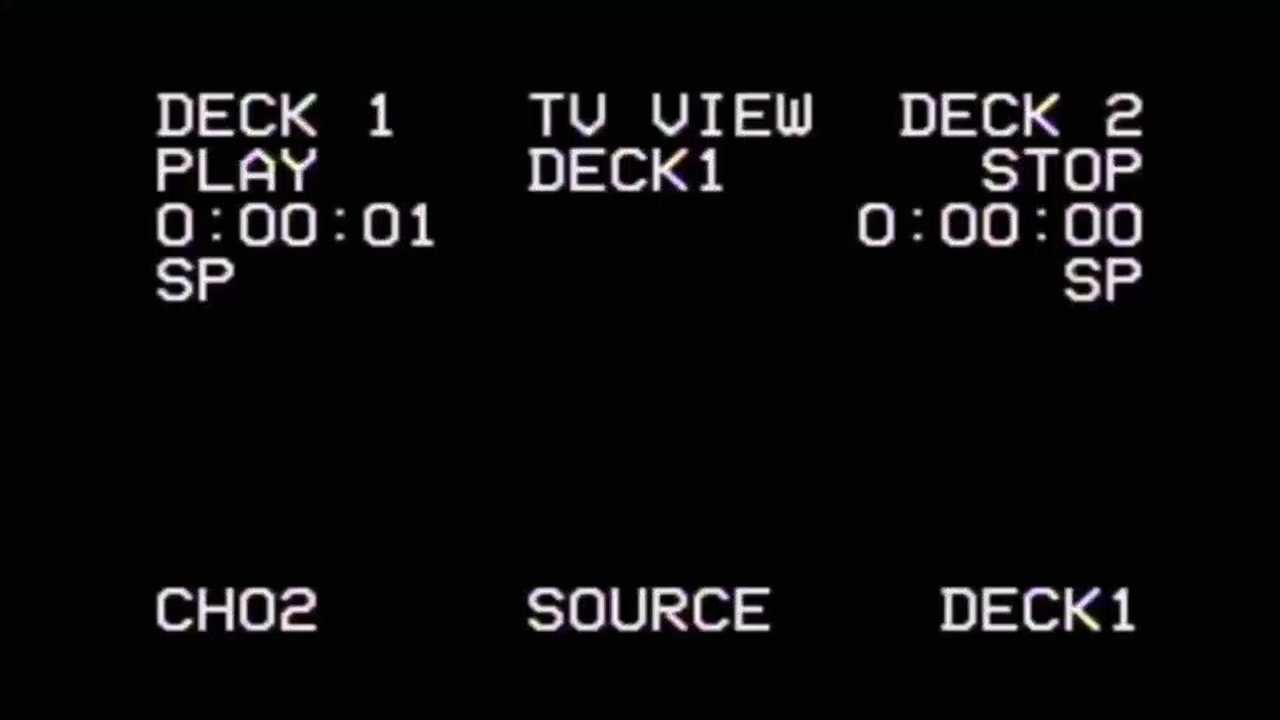 DECK 1 TV VIEW DECK 2
PLAY DECK1 STOP
0:00:01 0:00:00
SP SP
CH02 SOURCE DECK1